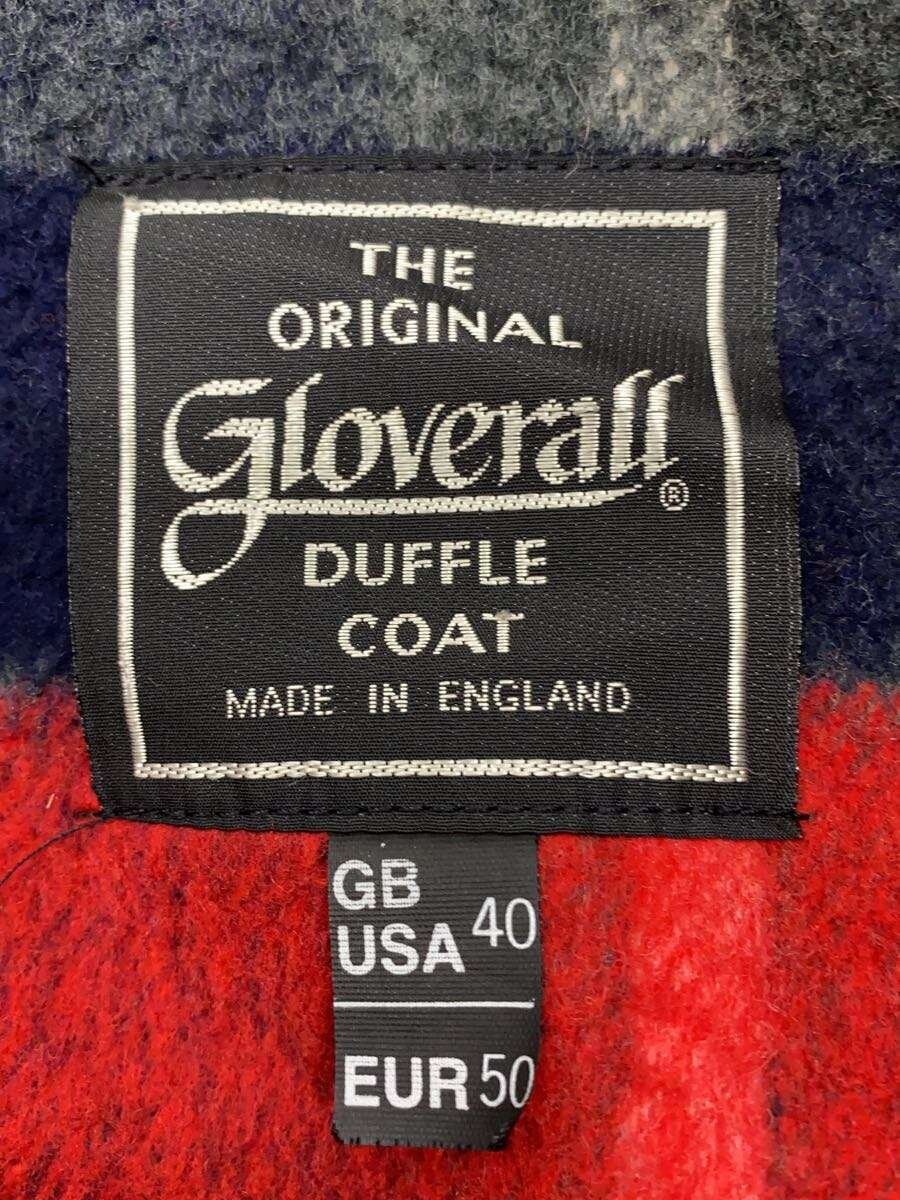 THE
ORIGINAL
Gloverall®
DUFFLE
COAT
MADE IN ENGLAND
GB
USA 40
EUR 50